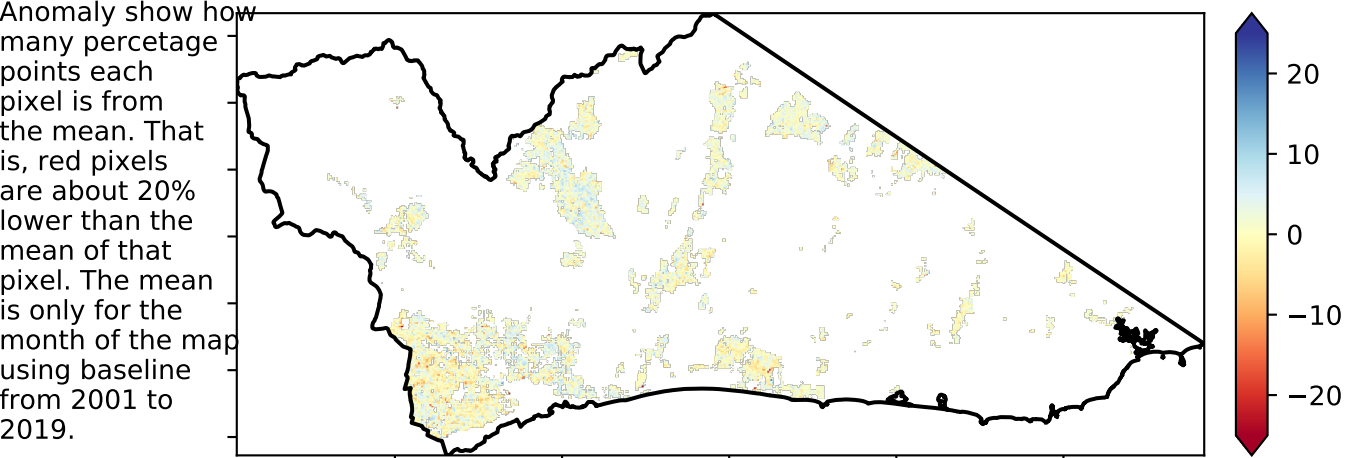 Anomaly show how
many percetage
points each
pixel is from
the mean. That
is, red pixels
are about 20%
lower than the
mean of that
pixel. The mean
is only for the
month of the map
using baseline
from 2001 to
2019.
20
10
0
−10
−20